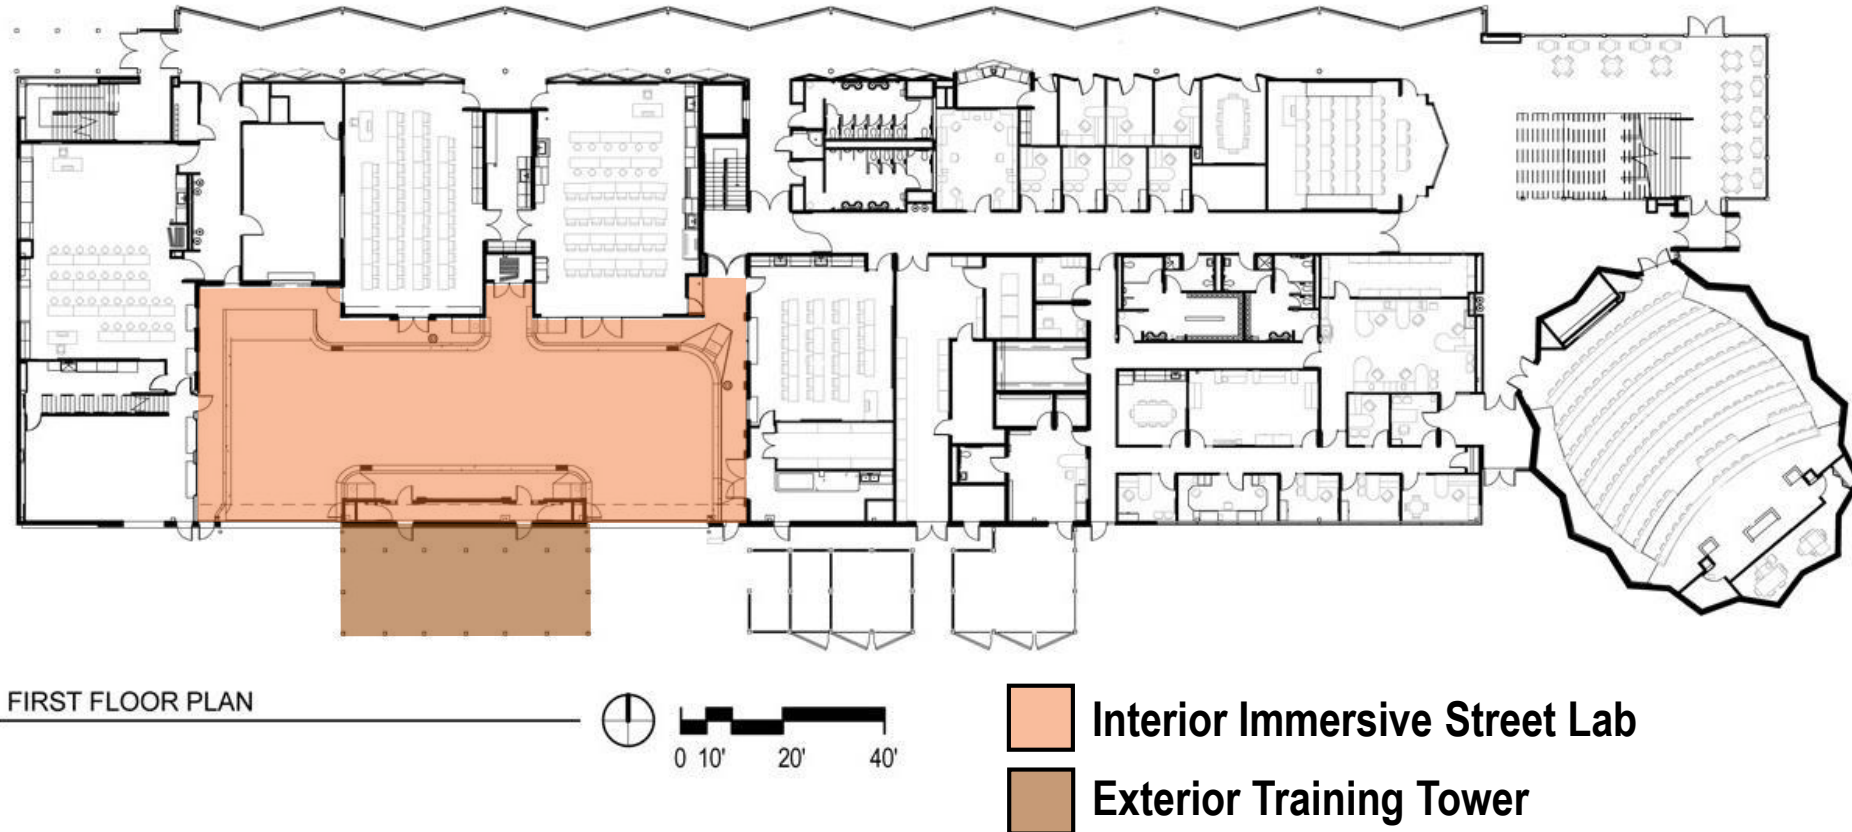 FIRST FLOOR PLAN
0 10' 20' 40'
Interior Immersive Street Lab
Exterior Training Tower